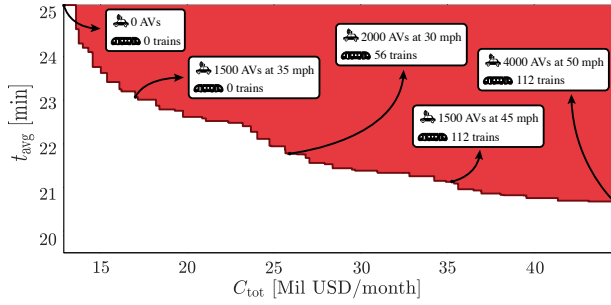 25
24
23
22
21
20
t_avg [min]
0 AVs
0 trains
1500 AVs at 35 mph
0 trains
2000 AVs at 30 mph
56 trains
4000 AVs at 50 mph
112 trains
1500 AVs at 45 mph
112 trains
15 20 25 30 35 40
C_tot [Mil USD/month]